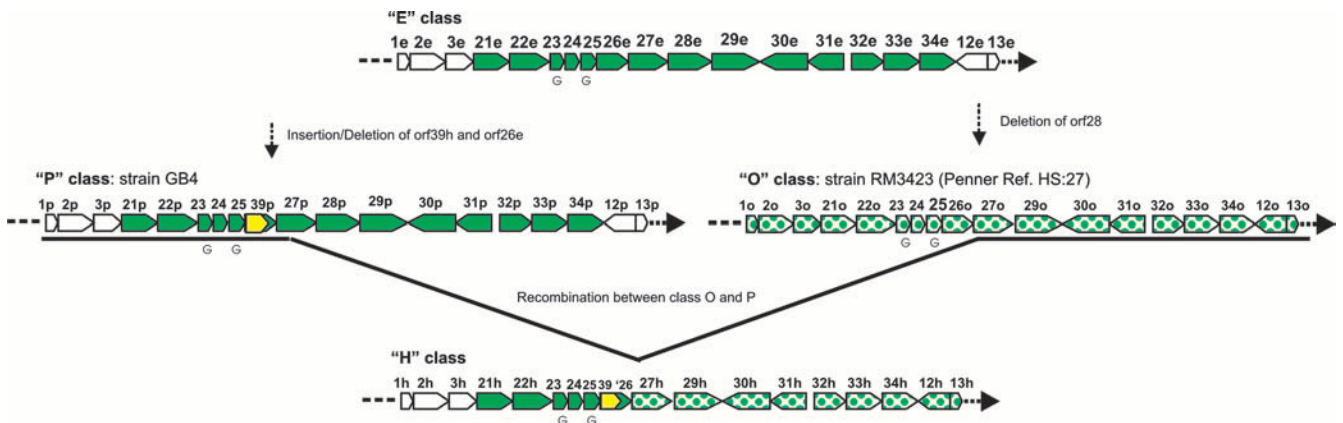 “E” class
1e 2e 3e 21e 22e 23 24 25 26e 27e 28e 29e 30e 31e 32e 33e 34e 12e 13e
G G
Insertion/Deletion of orf39h and orf26e
Deletion of orf28
“P” class: strain GB4
1p 2p 3p 21p 22p 23 24 25 39p 27p 28p 29p 30p 31p 32p 33p 34p 12p 13p
G G
“O” class: strain RM3423 (Penner Ref. HS:27)
1o 2o 3o 21o 22o 23 24 25 26o 27o 29o 30o 31o 32o 33o 34o 12o 13o
G G
Recombination between class O and P
“H” class
1h 2h 3h 21h 22h 23 24 25 39 ‘26 27h 29h 30h 31h 32h 33h 34h 12h 13h
G G